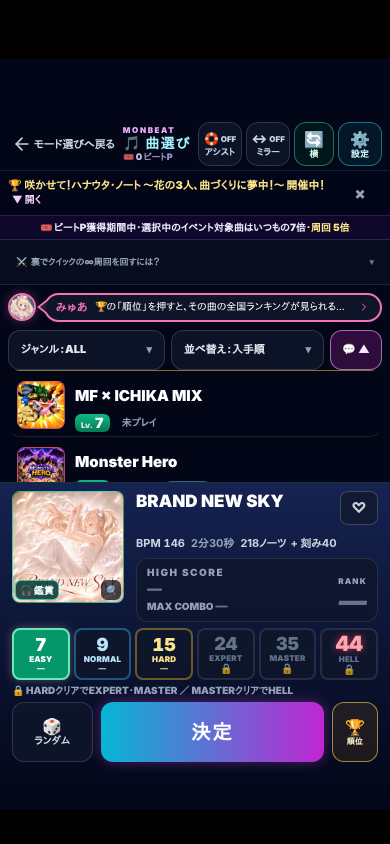 ← モード選びへ戻る
MONBEAT
🎵 曲選び
🎟 0 ビートP
🛟 OFF
アシスト
↔ OFF
ミラー
🔄
横
⚙️
設定
🏆 咲かせて!ハナウタ・ノート 〜花の3人、曲づくりに夢中!〜 開催中!
▼ 開く
✖
🎟 ビートP獲得期間中・選択中のイベント対象曲はいつもの7倍・周回 5倍
⚔ 裏でクイックの∞周回を回すには? ▼
みゅあ 🏆の「順位」を押すと、その曲の全国ランキングが見られる... ›
ジャンル:ALL ▼
並べ替え:入手順 ▼
💬 ▲
MF × ICHIKA MIX
Lv. 7 未プレイ
Monster Hero
BRAND NEW SKY
♡
BPM 146 2分30秒 218ノーツ + 刻み40
🎧 鑑賞
🔍
HIGH SCORE
—
MAX COMBO —
RANK
—
7
EASY
—
9
NORMAL
—
15
HARD
—
24
EXPERT
🔒
35
MASTER
🔒
44
HELL
🔒
🔒 HARDクリアでEXPERT・MASTER ／ MASTERクリアでHELL
🎲
ランダム
決定
🏆
順位